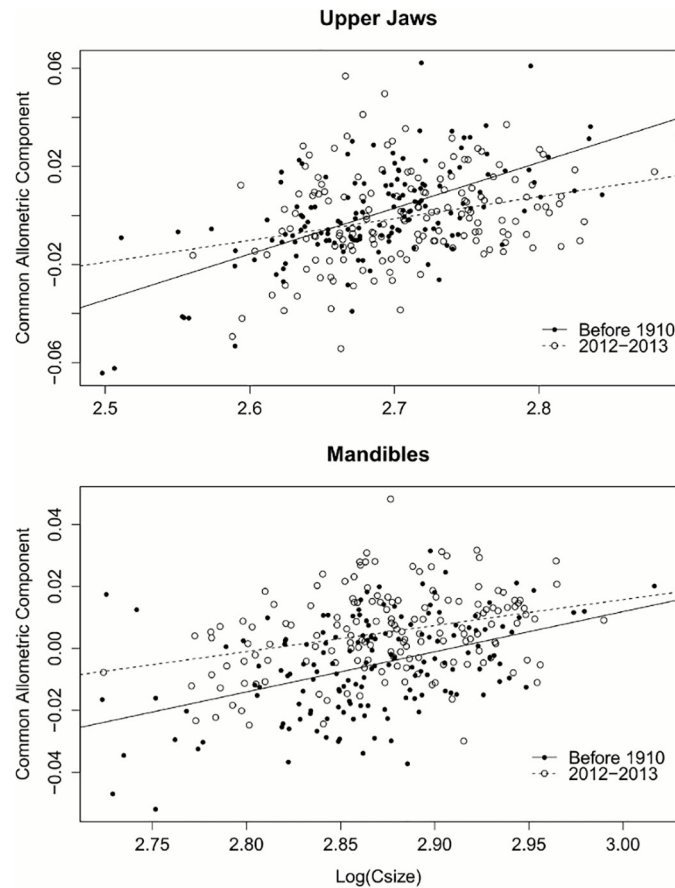 Upper Jaws
Common Allometric Component
0.06
0.02
−0.02
−0.06
Before 1910
2012−2013
2.5 2.6 2.7 2.8
Mandibles
Common Allometric Component
0.04
0.02
0.00
−0.02
−0.04
Before 1910
2012−2013
2.75 2.80 2.85 2.90 2.95 3.00
Log(Csize)